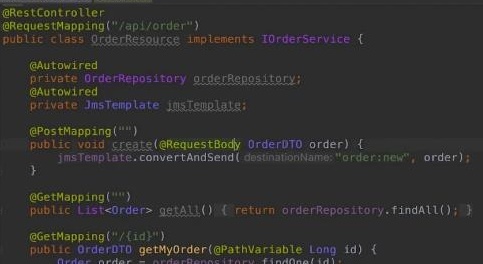 @RestController
@RequestMapping("/api/order")
public class OrderResource implements IOrderService {
@Autowired
private OrderRepository orderRepository;
@Autowired
private JmsTemplate jmsTemplate;
@PostMapping("")
public void create(@RequestBody OrderDTO order) {
jmsTemplate.convertAndSend( destinationName: "order:new", order);
}
@GetMapping("")
public List<Order> getAll() { return orderRepository.findAll(); }
@GetMapping("/{id}")
public OrderDTO getMyOrder(@PathVariable Long id) {
Order order = orderRepository.findOne(id);